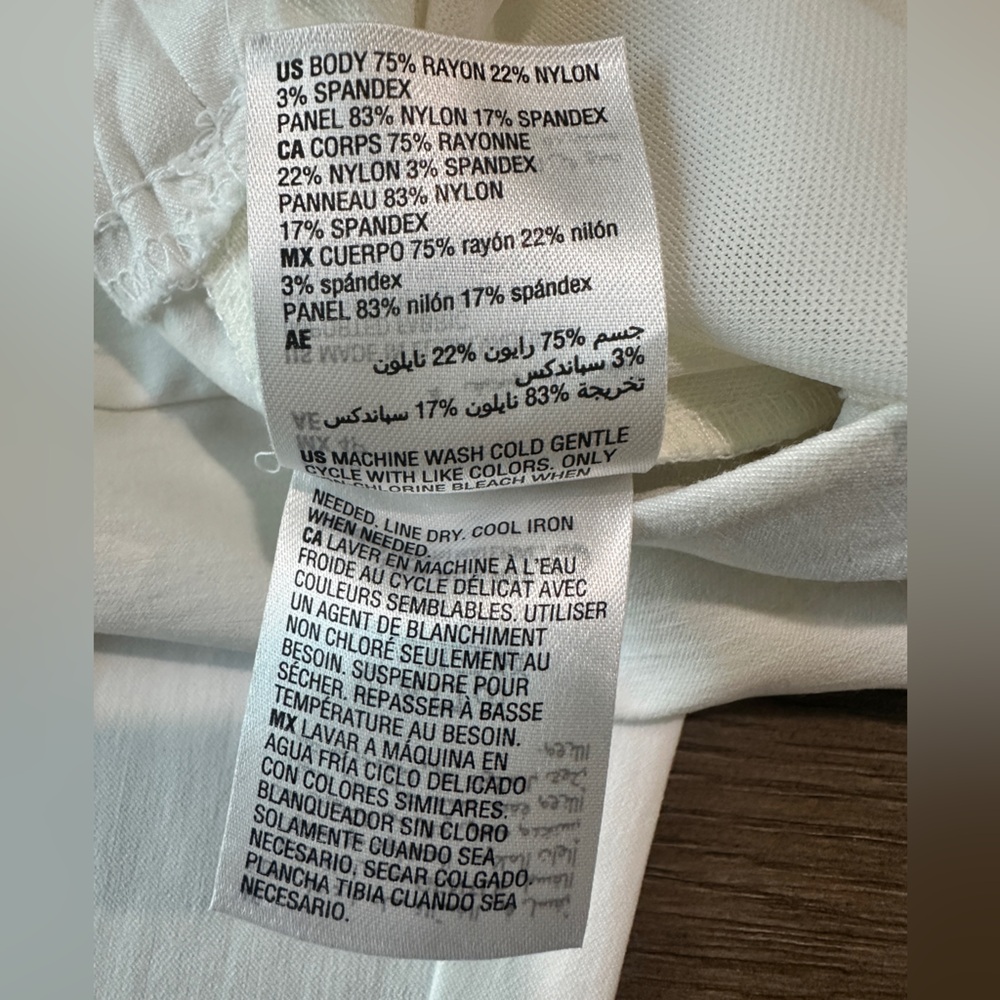 US BODY 75% RAYON 22% NYLON
3% SPANDEX
PANEL 83% NYLON 17% SPANDEX
CA CORPS 75% RAYONNE
22% NYLON 3% SPANDEX
PANNEAU 83% NYLON
17% SPANDEX
MX CUERPO 75% rayón 22% nilón
3% spándex
PANEL 83% nilón 17% spándex
AE
جسم 75% رايون 22% نايلون
3% سباندكس
تخريجة 83% نايلون 17% سباندكس
US MACHINE WASH COLD GENTLE
CYCLE WITH LIKE COLORS. ONLY
CHLORINE BLEACH WHEN
NEEDED. LINE DRY. COOL IRON
WHEN NEEDED.
CA LAVER EN MACHINE À L'EAU
FROIDE AU CYCLE DÉLICAT AVEC
COULEURS SEMBLABLES. UTILISER
UN AGENT DE BLANCHIMENT
NON CHLORÉ SEULEMENT AU
BESOIN. SUSPENDRE POUR
SÉCHER. REPASSER À BASSE
TEMPÉRATURE AU BESOIN.
MX LAVAR A MÁQUINA EN
AGUA FRÍA CICLO DELICADO
CON COLORES SIMILARES.
BLANQUEADOR SIN CLORO
SOLAMENTE CUANDO SEA
NECESARIO. SECAR COLGADO.
PLANCHA TIBIA CUANDO SEA
NECESARIO.